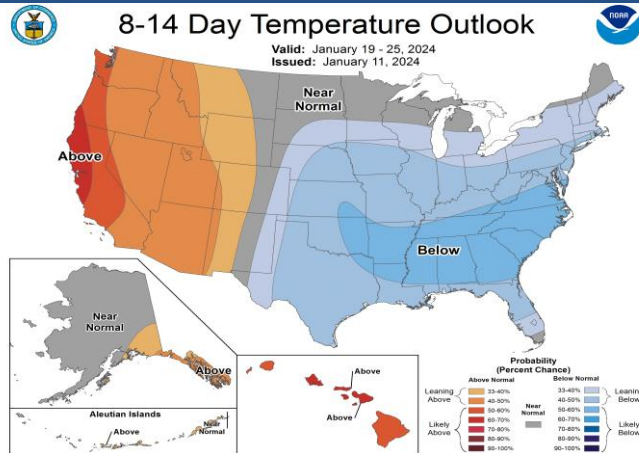 8-14 Day Temperature Outlook
NOAA
Valid: January 19 - 25, 2024
Issued: January 11, 2024
Near
Normal
Above
Below
Near
Normal
Above
Aleutian Islands
Above
Near
Normal
Above
Above
Probability
(Percent Chance)
Above Normal
Below Normal
Leaning
Above
33-40%
40-50%
Likely
Above
50-60%
60-70%
70-80%
80-90%
90-100%
Near
Normal
33-40%
40-50%
Leaning
Below
50-60%
60-70%
70-80%
80-90%
90-100%
Likely
Below